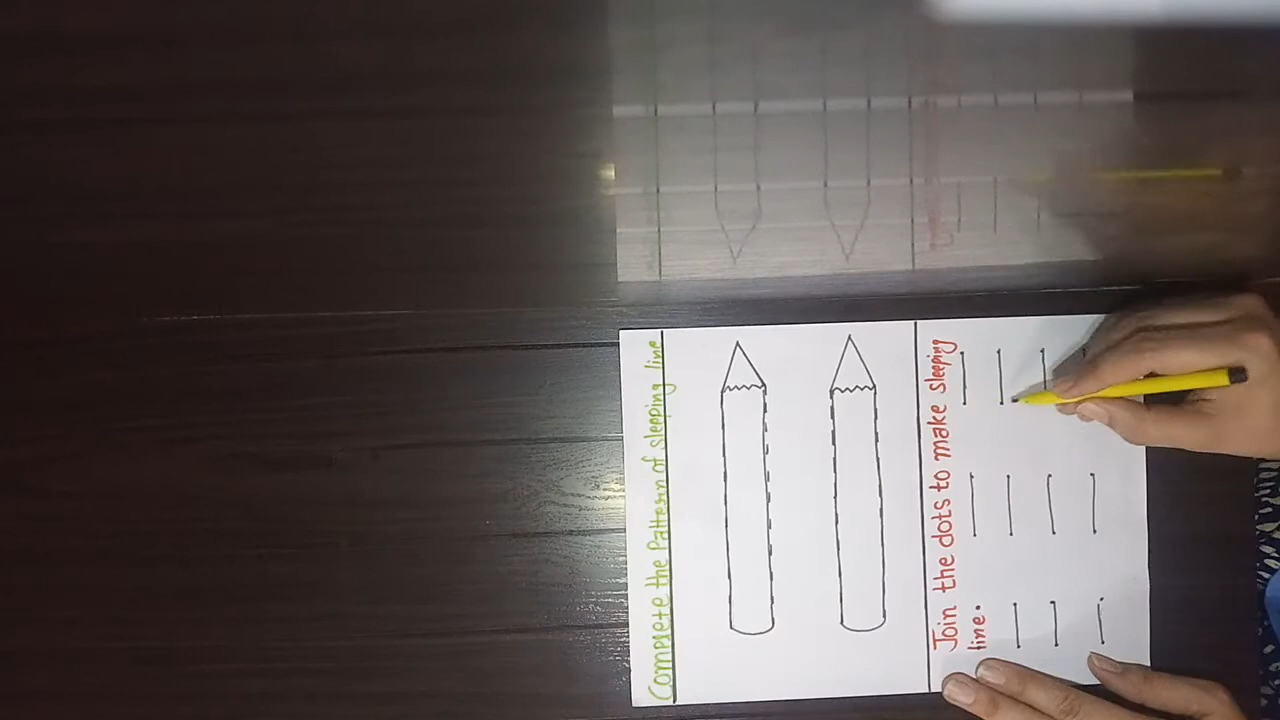 Complete the Pattern of sleeping line
Join the dots to make sleeping
line.